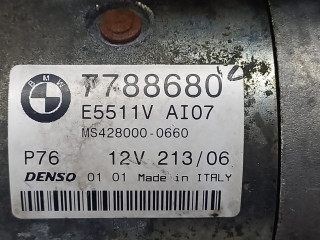 BMW
7788680
E5511V AI07
MS428000-0660
P76 12V 213/06
DENSO 01 01 Made in ITALY